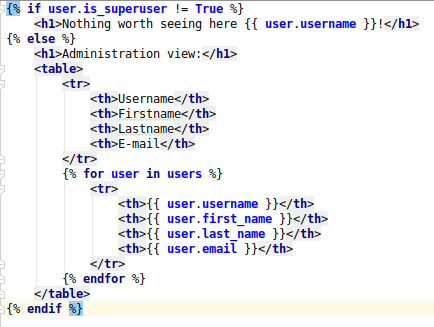 {% if user.is_superuser != True %}
    <h1>Nothing worth seeing here {{ user.username }}!</h1>
{% else %}
    <h1>Administration view:</h1>
    <table>
        <tr>
            <th>Username</th>
            <th>Firstname</th>
            <th>Lastname</th>
            <th>E-mail</th>
        </tr>
        {% for user in users %}
            <tr>
                <th>{{ user.username }}</th>
                <th>{{ user.first_name }}</th>
                <th>{{ user.last_name }}</th>
                <th>{{ user.email }}</th>
            </tr>
        {% endfor %}
    </table>
{% endif %}